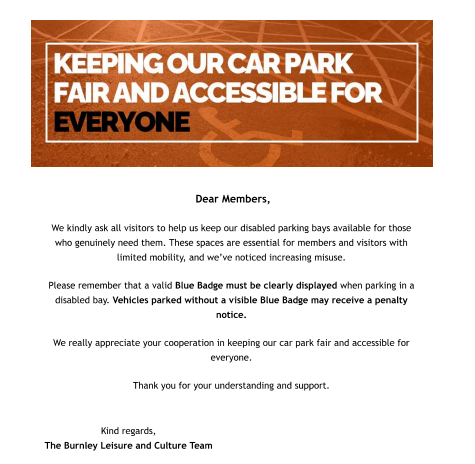 KEEPING OUR CAR PARK
FAIR AND ACCESSIBLE FOR
EVERYONE
Dear Members,
We kindly ask all visitors to help us keep our disabled parking bays available for those
who genuinely need them. These spaces are essential for members and visitors with
limited mobility, and we’ve noticed increasing misuse.
Please remember that a valid Blue Badge must be clearly displayed when parking in a
disabled bay. Vehicles parked without a visible Blue Badge may receive a penalty
notice.
We really appreciate your cooperation in keeping our car park fair and accessible for
everyone.
Thank you for your understanding and support.
Kind regards,
The Burnley Leisure and Culture Team